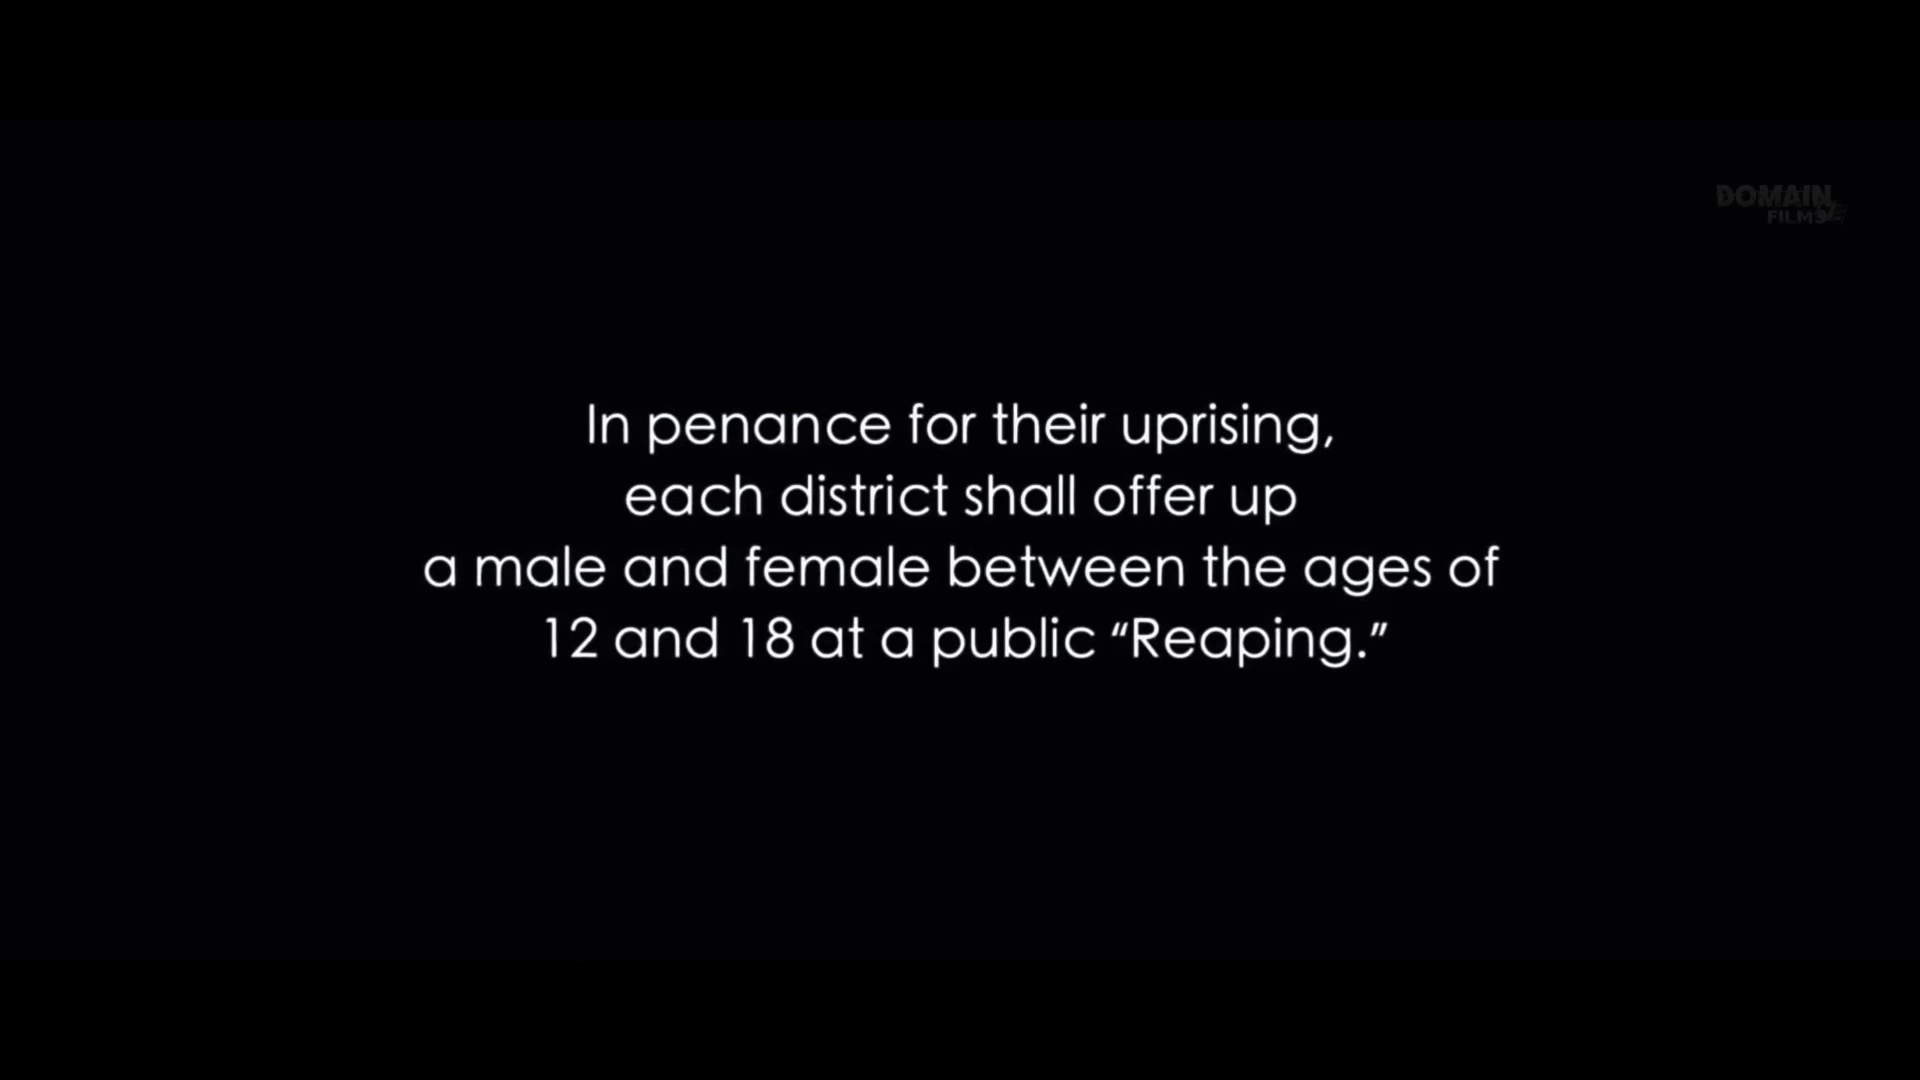 DOMAIN
FILMS
In penance for their uprising,
each district shall offer up
a male and female between the ages of
12 and 18 at a public “Reaping.”